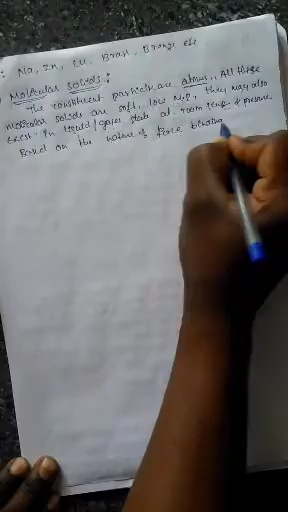 : Na, Zn, Cu, Brass, Bronze etc
Molecular Solids :
The constituent particles are atoms. All these
molecular solids are soft, low M.P, they may also
exist in liquid/gases state at room temp & pressure
Based on the nature of force binding